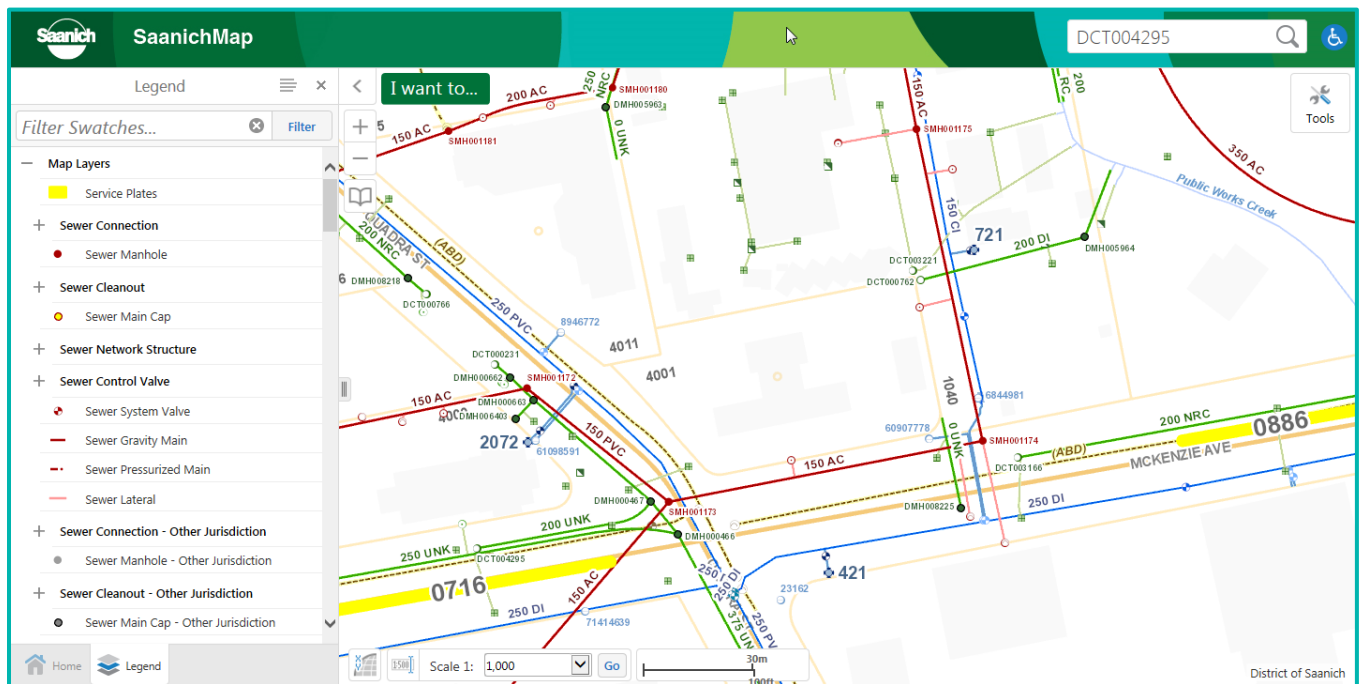 Saanich
SaanichMap
DCT004295
Legend
Filter Swatches...
Filter
Map Layers
Service Plates
Sewer Connection
Sewer Manhole
Sewer Cleanout
Sewer Main Cap
Sewer Network Structure
Sewer Control Valve
Sewer System Valve
Sewer Gravity Main
Sewer Pressurized Main
Sewer Lateral
Sewer Connection - Other Jurisdiction
Sewer Manhole - Other Jurisdiction
Sewer Cleanout - Other Jurisdiction
Sewer Main Cap - Other Jurisdiction
Home
Legend
I want to...
Tools
250 NRC
SMH001180
200 AC
DMH005963
150 AC
SMH001181
0 UNK
150 AC
SMH001175
RC
200
350 AC
Public Works Creek
QUADRA ST
(ABD)
200 NRC
150 CI
721
200 DI
DMH005964
DMH008218
DCT003221
DCT000762
DCT000766
250 PVC
8946772
4011
4001
DCT000231
DMH000662
SMH001172
DMH000663
150 AC
DMH006403
2072
61098591
150 PVC
1040
6844981
60907778
0 UNK
SMH001174
200 NRC
0886
(ABD)
DCT003166
MCKENZIE AVE
150 AC
DMH000467
SMH001173
DMH008225
250 DI
200 UNK
DMH000466
250 UNK
DCT004295
0716
150 AC
421
23162
250 DI
71414639
375 UN
250 PV
1500
Scale 1:
1,000
Go
30m
100ft
District of Saanich